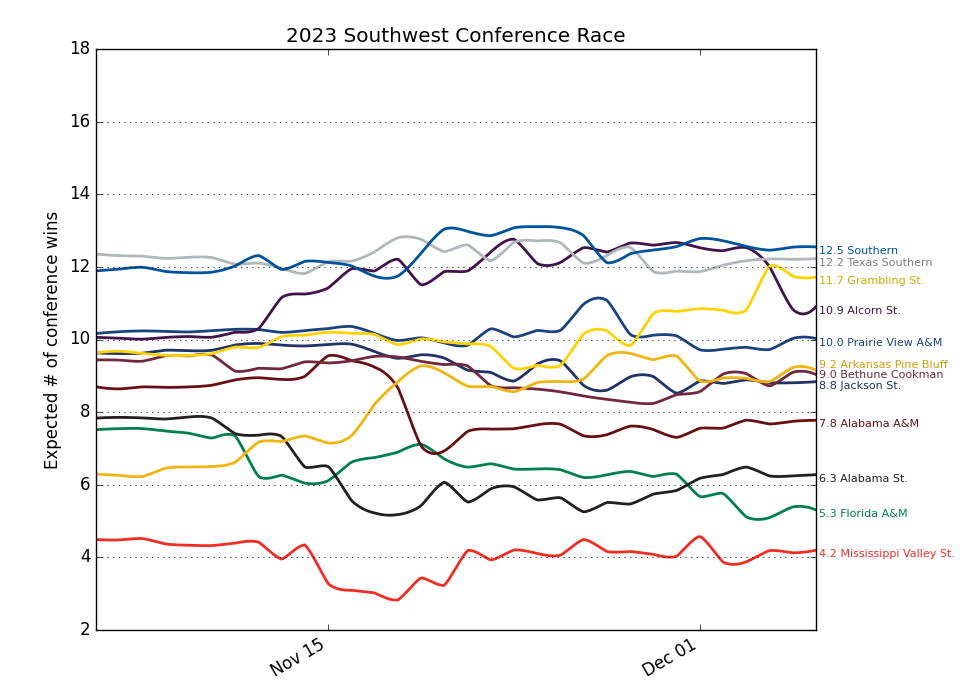 2023 Southwest Conference Race
Expected # of conference wins
18
16
14
12
10
8
6
4
2
Nov 15
Dec 01
12.5 Southern
12.2 Texas Southern
11.7 Grambling St.
10.9 Alcorn St.
10.0 Prairie View A&M
9.2 Arkansas Pine Bluff
9.0 Bethune Cookman
8.8 Jackson St.
7.8 Alabama A&M
6.3 Alabama St.
5.3 Florida A&M
4.2 Mississippi Valley St.